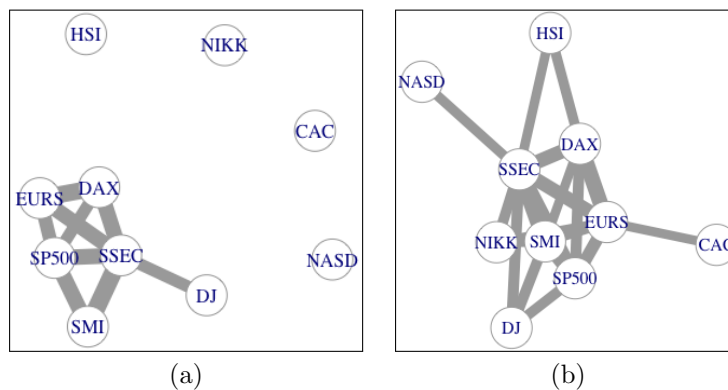 HSI
NIKK
CAC
EURS
DAX
SP500
SSEC
NASD
DJ
SMI
(a)
HSI
NASD
DAX
SSEC
EURS
NIKK
SMI
CAC
SP500
DJ
(b)